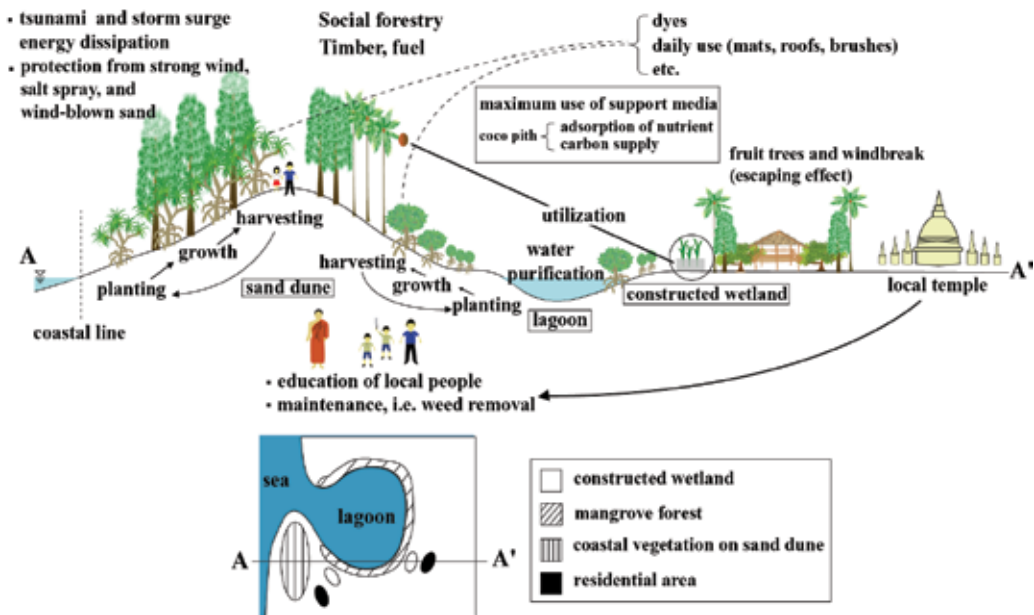 • tsunami and storm surge
energy dissipation
• protection from strong wind,
salt spray, and
wind-blown sand
Social forestry
Timber, fuel
dyes
daily use (mats, roofs, brushes)
etc.
maximum use of support media
coco pith
adsorption of nutrient
carbon supply
fruit trees and windbreak
(escaping effect)
utilization
harvesting
growth
planting
A
coastal line
sand dune
harvesting
growth
planting
water
purification
lagoon
constructed wetland
local temple
A'
• education of local people
• maintenance, i.e. weed removal
sea
lagoon
A
A'
constructed wetland
mangrove forest
coastal vegetation on sand dune
residential area